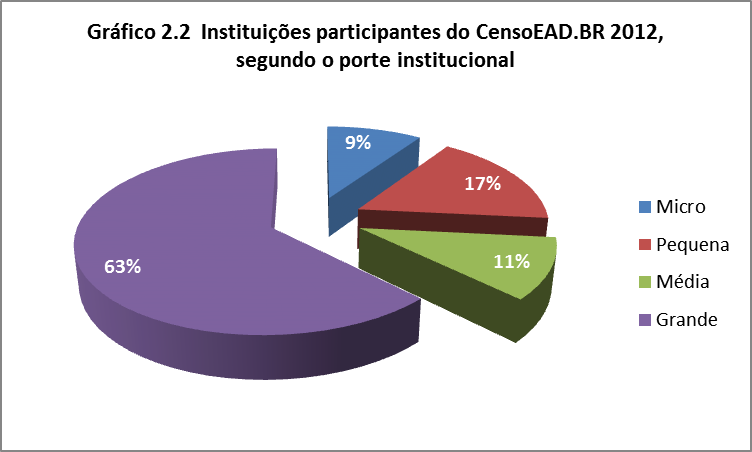 Gráfico 2.2  Instituições participantes do CensoEAD.BR 2012,
segundo o porte institucional
9%
17%
11%
63%
Micro
Pequena
Média
Grande